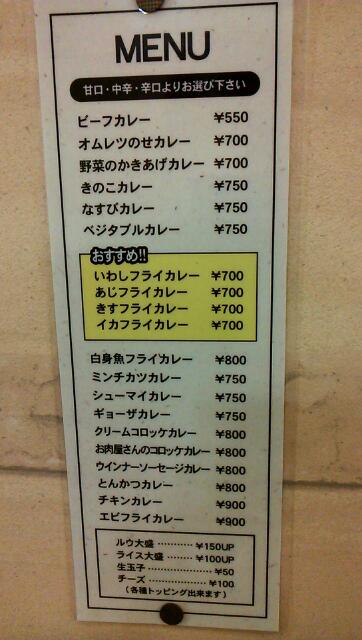 MENU
甘口・中辛・辛口よりお選び下さい
ビーフカレー ¥550
オムレツのせカレー ¥700
野菜のかきあげカレー ¥700
きのこカレー ¥750
なすびカレー ¥750
ベジタブルカレー ¥750
おすすめ!!
いわしフライカレー ¥700
あじフライカレー ¥700
きすフライカレー ¥700
イカフライカレー ¥700
白身魚フライカレー ¥800
ミンチカツカレー ¥750
シューマイカレー ¥750
ギョーザカレー ¥750
クリームコロッケカレー ¥800
お肉屋さんのコロッケカレー ¥800
ウインナーソーセージカレー ¥800
とんかつカレー ¥800
チキンカレー ¥900
エビフライカレー ¥900
ルウ大盛 ………… ¥150UP
ライス大盛 ……… ¥100UP
生玉子 ………………… ¥50
チーズ ………………… ¥100
(各種トッピング出来ます)